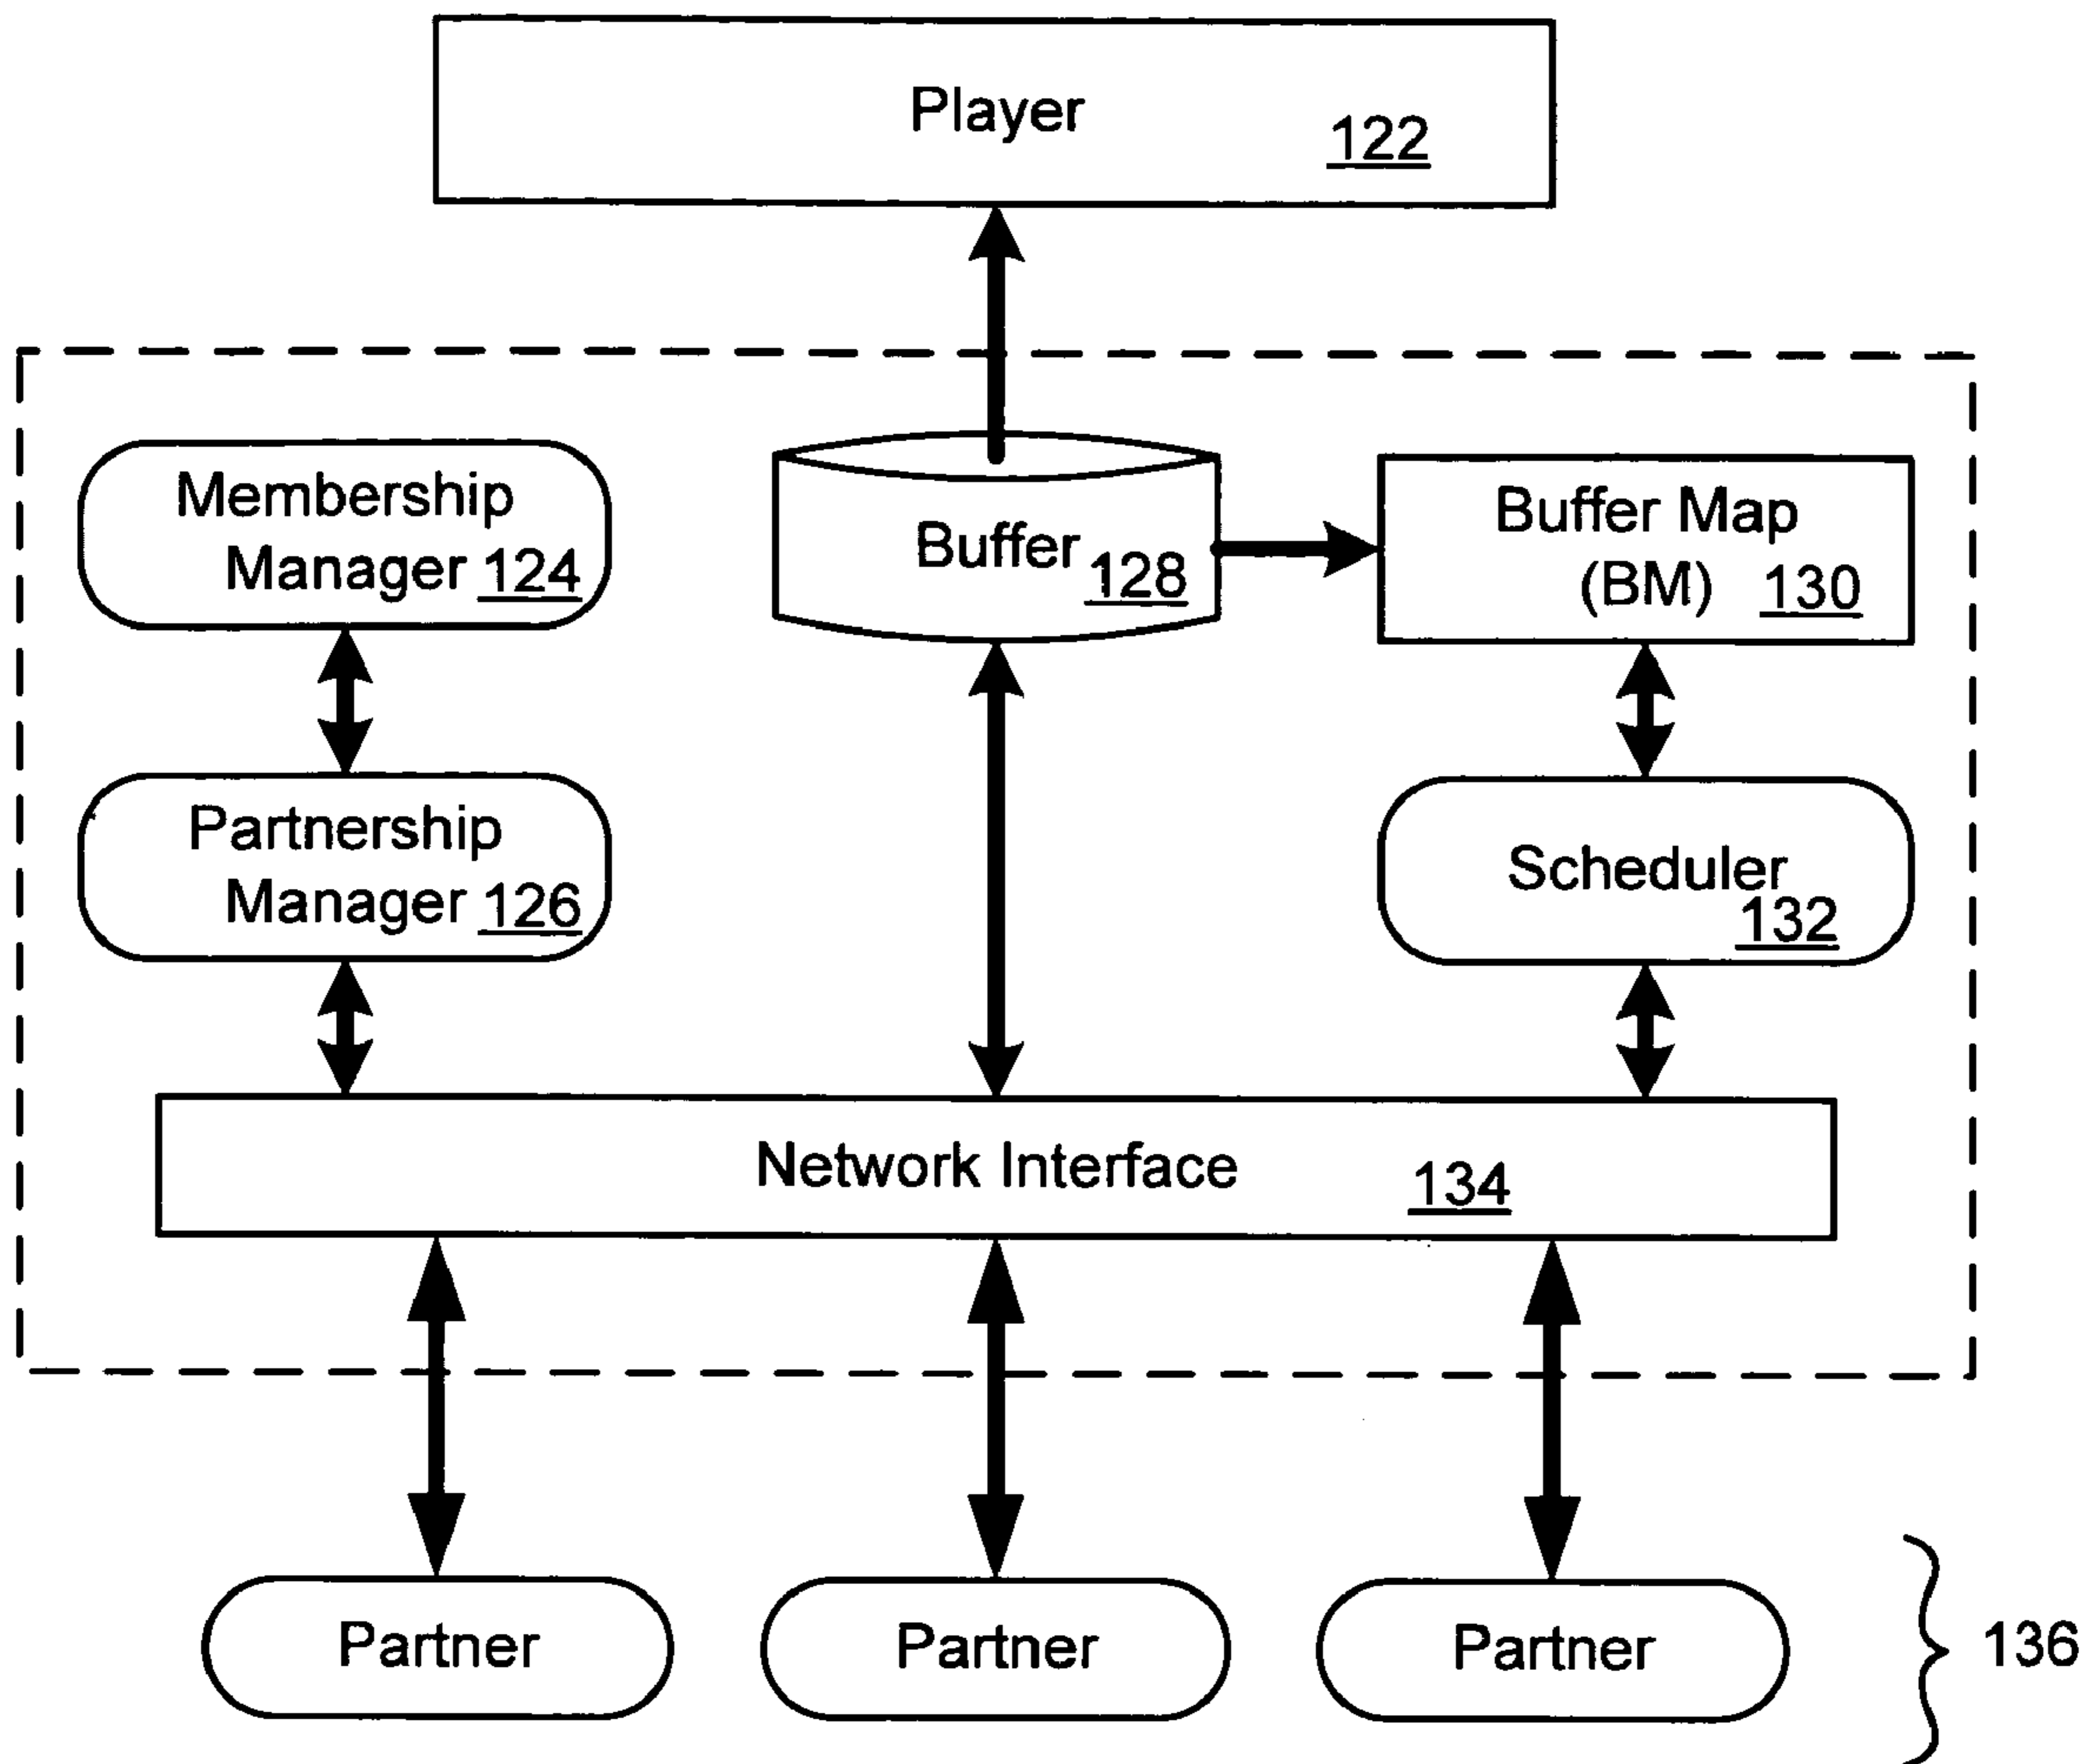 Player
122
Membership
Manager 124
Buffer 128
Buffer Map
(BM) 130
Partnership
Manager 126
Scheduler
132
Network Interface 134
Partner
Partner
Partner
136